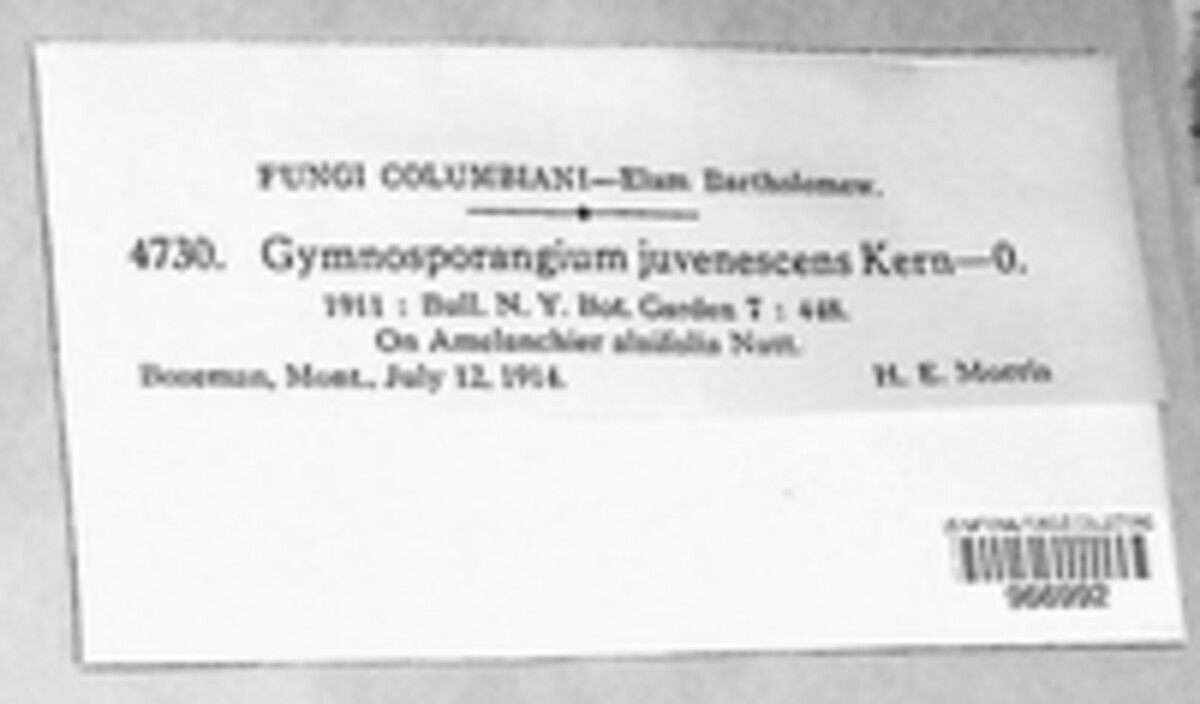 FUNGI COLUMBIANI—Elam Bartholomew.
4730. Gymnosporangium juvenescens Kern—0.
1911 : Bull. N. Y. Bot. Garden 7 : 448.
On Amelanchier alnifolia Nutt.
Bozeman, Mont., July 12, 1914. H. E. Morris
966992